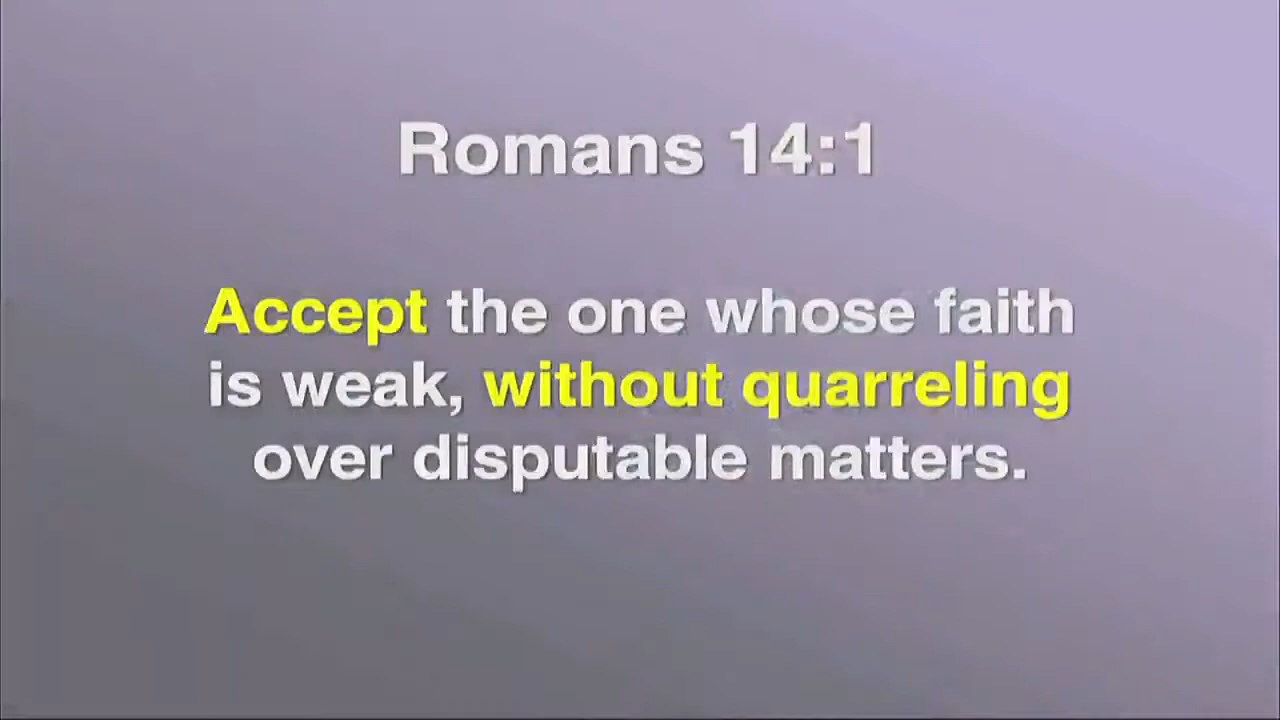 Romans 14:1
Accept the one whose faith
is weak, without quarreling
over disputable matters.